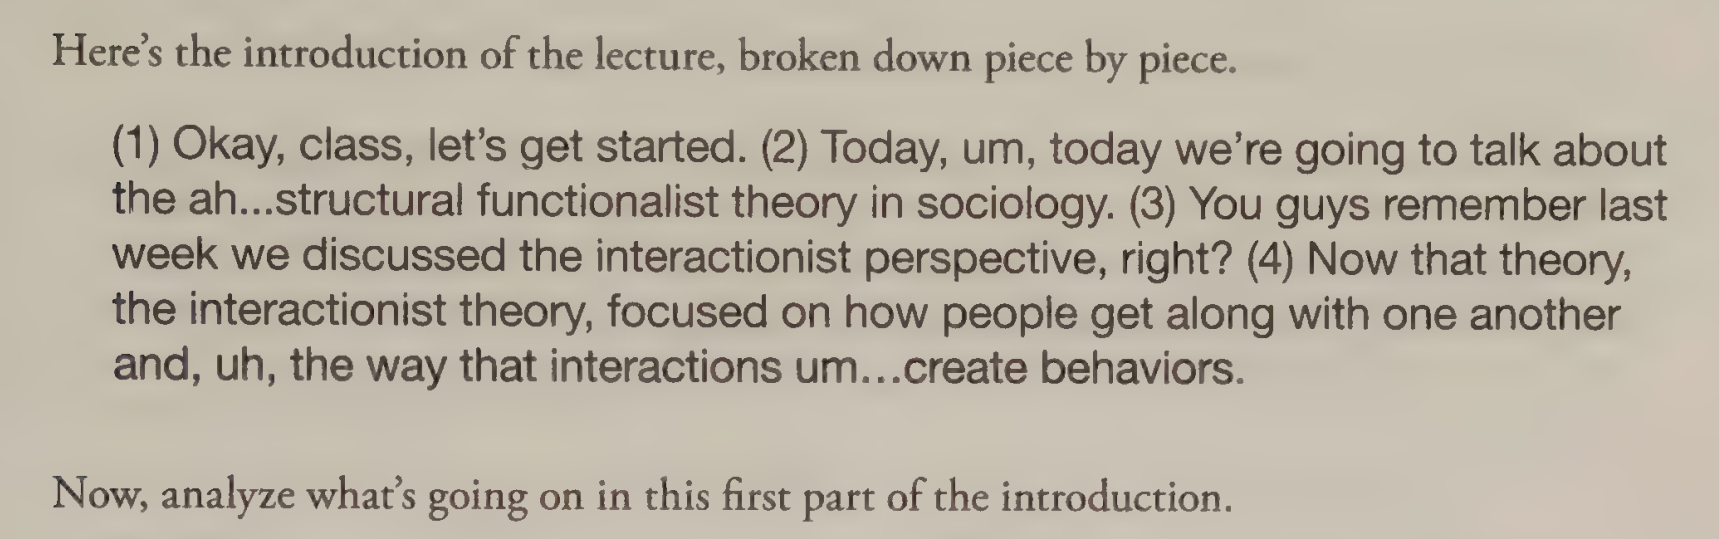 Here's the introduction of the lecture, broken down piece by piece.
(1) Okay, class, let's get started. (2) Today, um, today we're going to talk about
the ah...structural functionalist theory in sociology. (3) You guys remember last
week we discussed the interactionist perspective, right? (4) Now that theory,
the interactionist theory, focused on how people get along with one another
and, uh, the way that interactions um...create behaviors.
Now, analyze what's going on in this first part of the introduction.